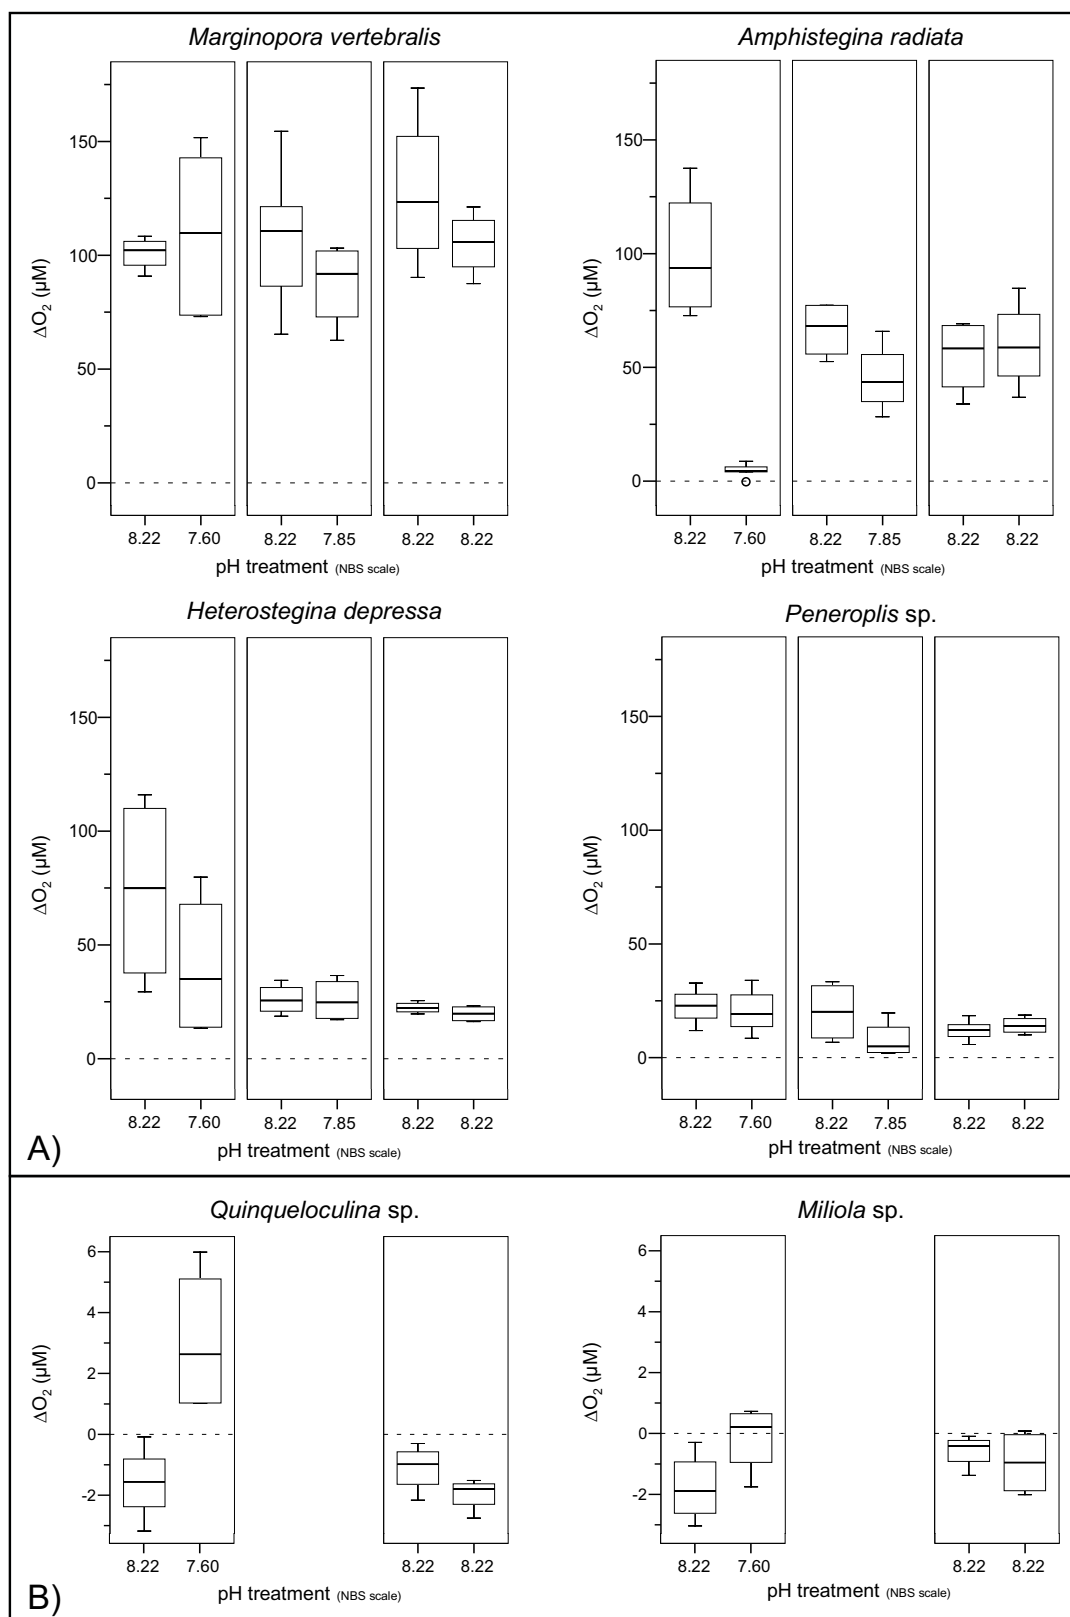 Marginopora vertebralis
Amphistegina radiata
150
100
50
0
ΔO2 (µM)
8.22 7.60 8.22 7.85 8.22 8.22
pH treatment (NBS scale)
150
100
50
0
ΔO2 (µM)
8.22 7.60 8.22 7.85 8.22 8.22
pH treatment (NBS scale)
Heterostegina depressa
Peneroplis sp.
150
100
50
0
ΔO2 (µM)
8.22 7.60 8.22 7.85 8.22 8.22
pH treatment (NBS scale)
150
100
50
0
ΔO2 (µM)
8.22 7.60 8.22 7.85 8.22 8.22
pH treatment (NBS scale)
A)
Quinqueloculina sp.
Miliola sp.
6
4
2
0
-2
ΔO2 (µM)
8.22 7.60 8.22 8.22
pH treatment (NBS scale)
6
4
2
0
-2
ΔO2 (µM)
8.22 7.60 8.22 8.22
pH treatment (NBS scale)
B)